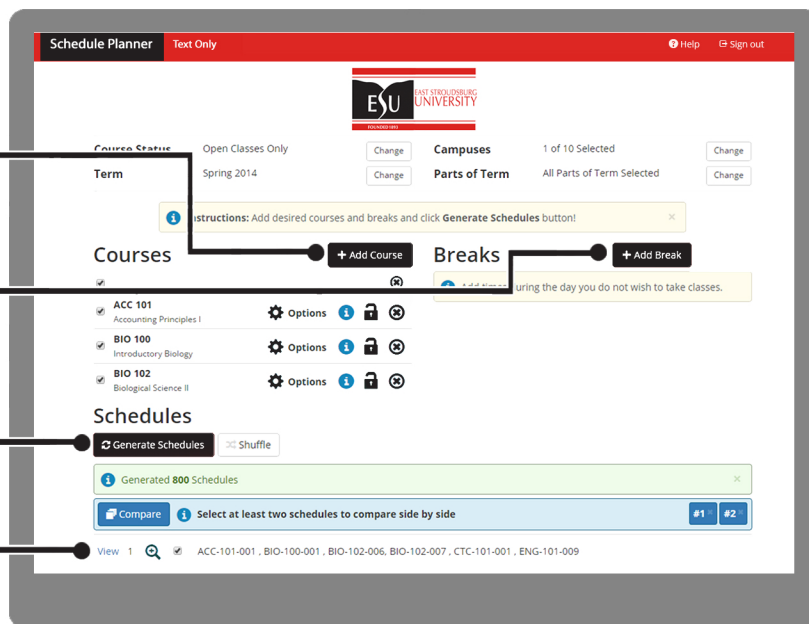 Schedule Planner Text Only Help Sign out
ESU EAST STROUDSBURG
UNIVERSITY
FOUNDED 1893
Course Status Open Classes Only Change Campuses 1 of 10 Selected Change
Term Spring 2014 Change Parts of Term All Parts of Term Selected Change
structions: Add desired courses and breaks and click Generate Schedules button! ×
Courses + Add Course Breaks + Add Break
uring the day you do not wish to take classes.
ACC 101
Accounting Principles I Options
BIO 100
Introductory Biology Options
BIO 102
Biological Science II Options
Schedules
Generate Schedules Shuffle
Generated 800 Schedules ×
Compare Select at least two schedules to compare side by side #1 × #2 ×
View 1 ACC-101-001 , BIO-100-001 , BIO-102-006, BIO-102-007 , CTC-101-001 , ENG-101-009